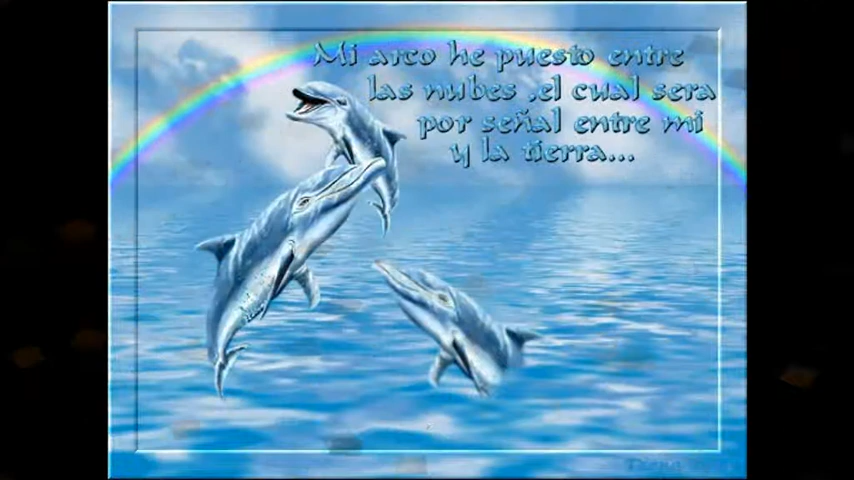 Mi arco he puesto entre
las nubes ,el cual sera
por señal entre mi
y la tierra...